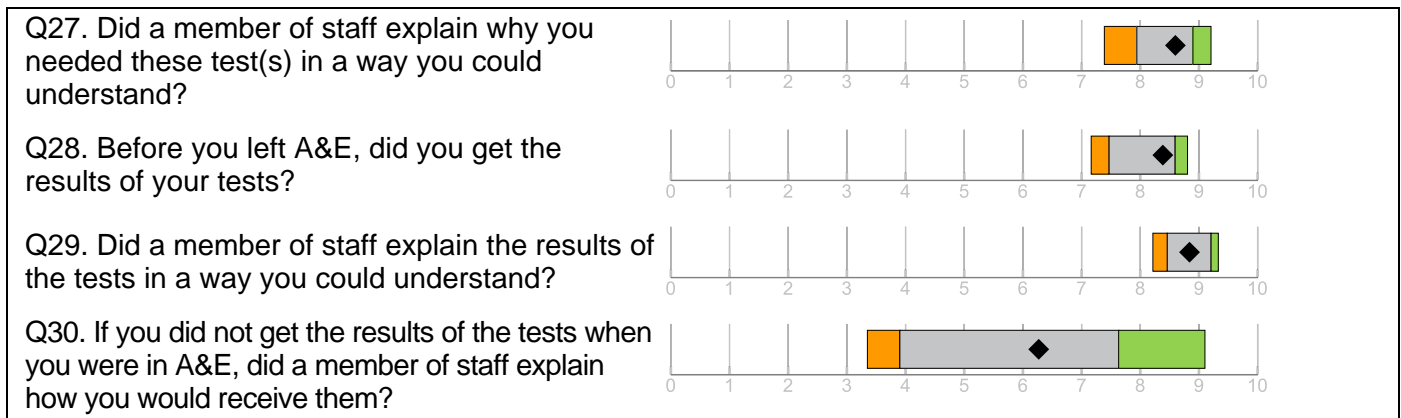 Q27. Did a member of staff explain why you
needed these test(s) in a way you could
understand?
0 1 2 3 4 5 6 7 8 9 10
Q28. Before you left A&E, did you get the
results of your tests?
0 1 2 3 4 5 6 7 8 9 10
Q29. Did a member of staff explain the results of
the tests in a way you could understand?
0 1 2 3 4 5 6 7 8 9 10
Q30. If you did not get the results of the tests when
you were in A&E, did a member of staff explain
how you would receive them?
0 1 2 3 4 5 6 7 8 9 10